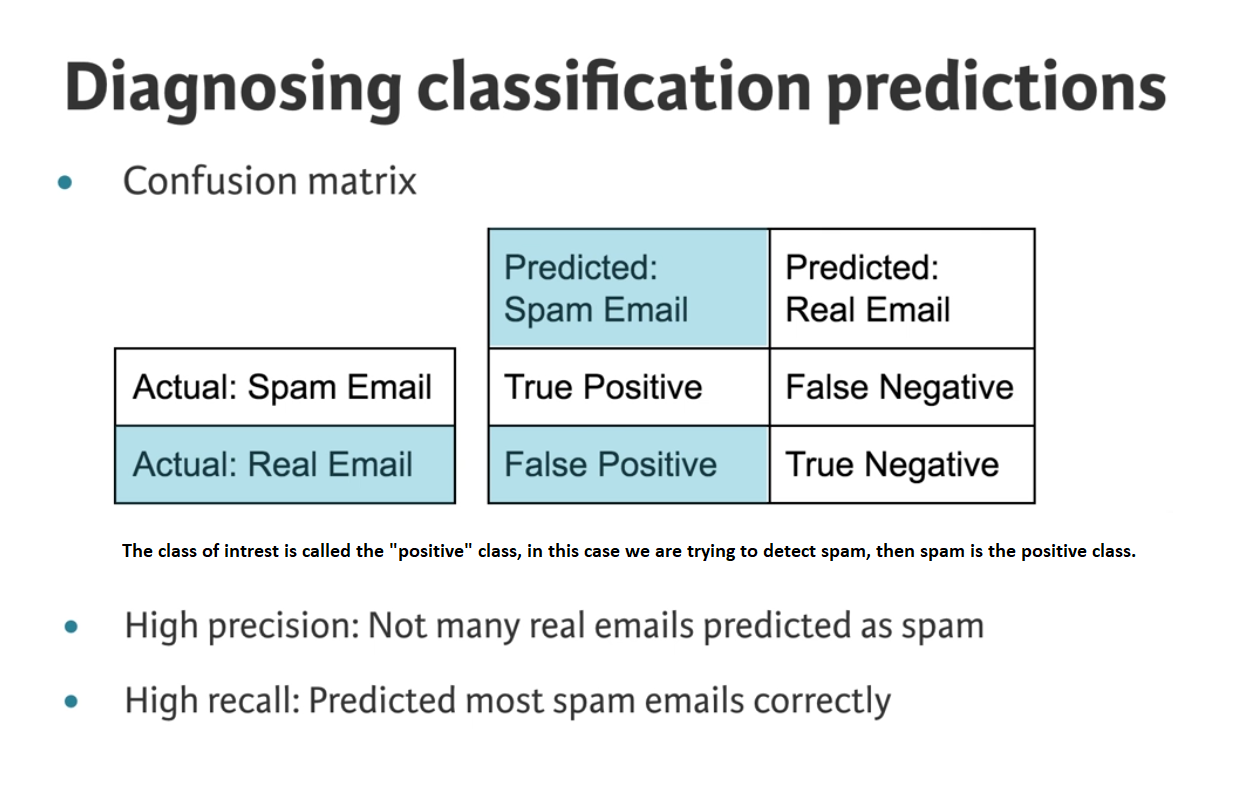 Diagnosing classification predictions
• Confusion matrix
Predicted: Predicted:
Spam Email Real Email
Actual: Spam Email True Positive False Negative
Actual: Real Email False Positive True Negative
The class of intrest is called the "positive" class, in this case we are trying to detect spam, then spam is the positive class.
• High precision: Not many real emails predicted as spam
• High recall: Predicted most spam emails correctly